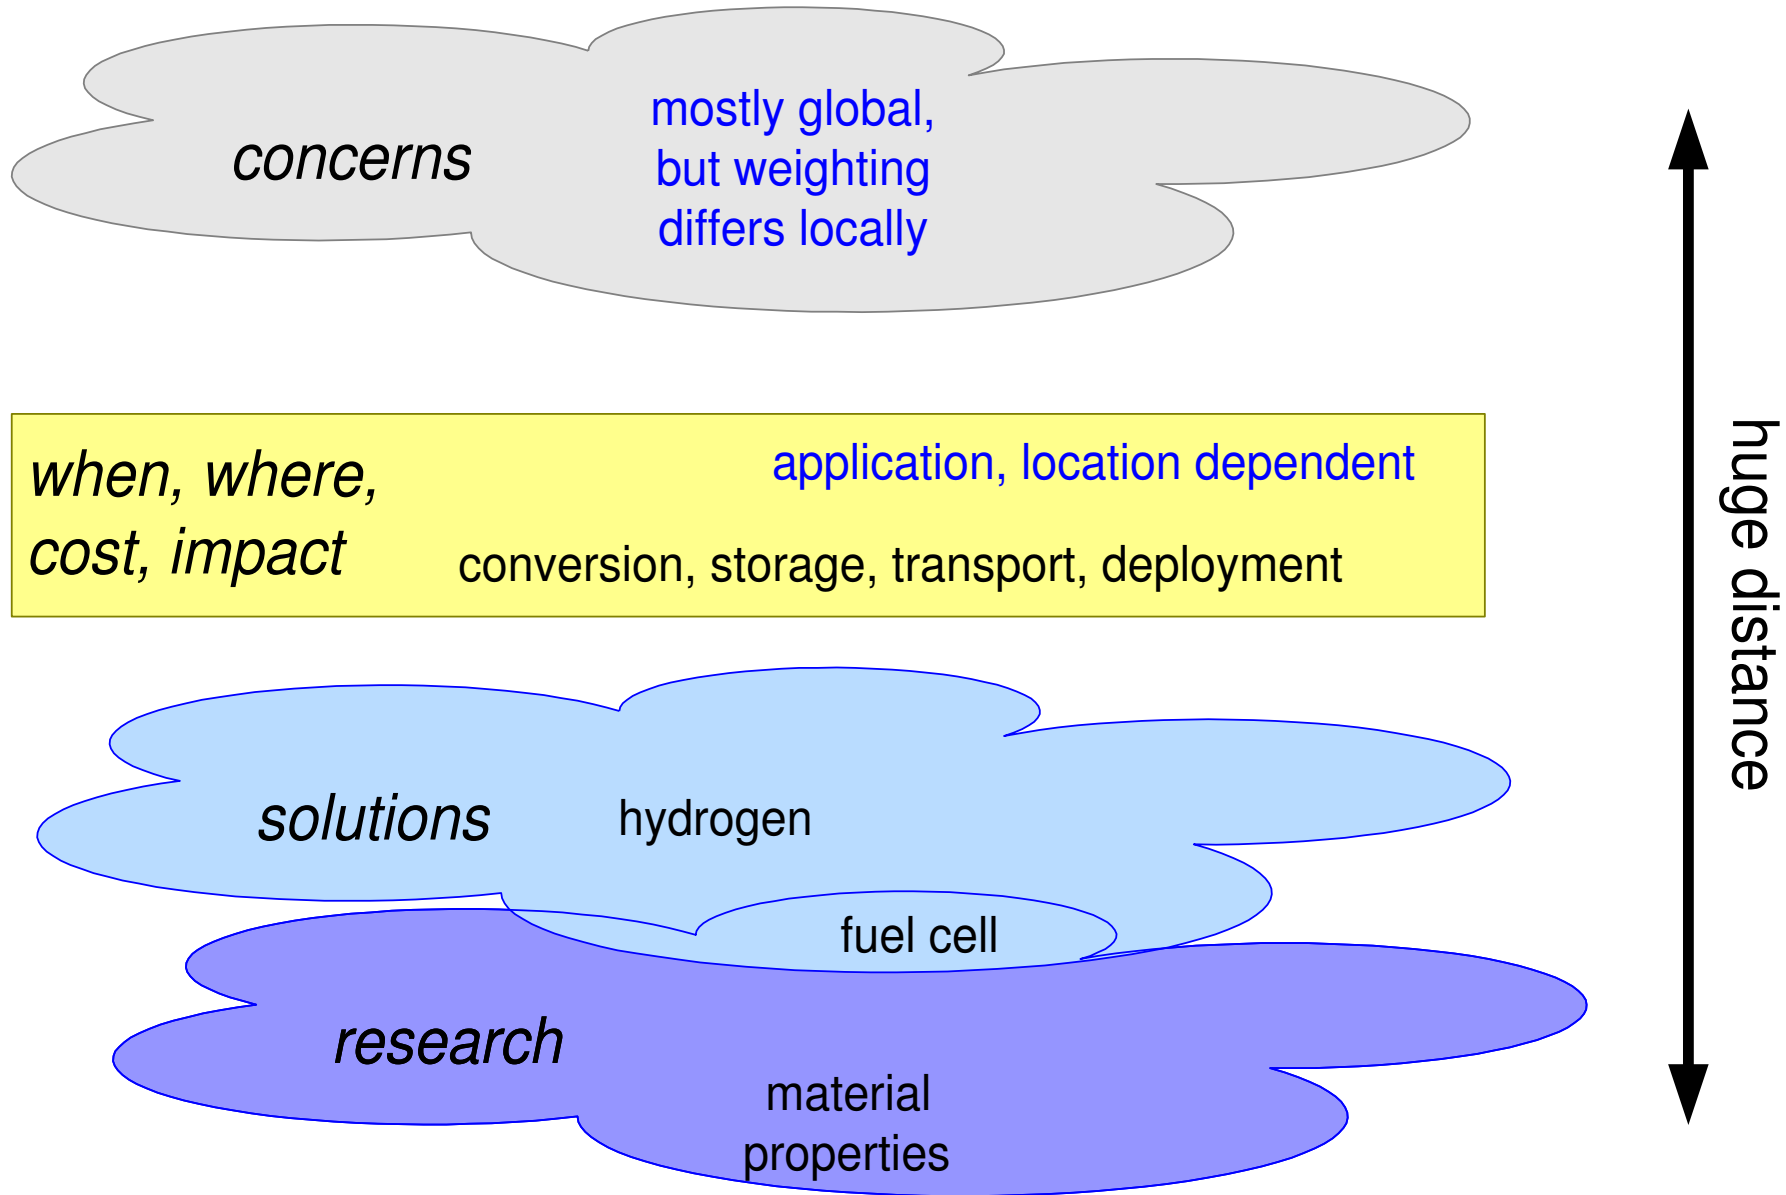 concerns
mostly global,
but weighting
differs locally
when, where,
cost, impact
application, location dependent
conversion, storage, transport, deployment
solutions
hydrogen
fuel cell
research
material
properties
huge distance